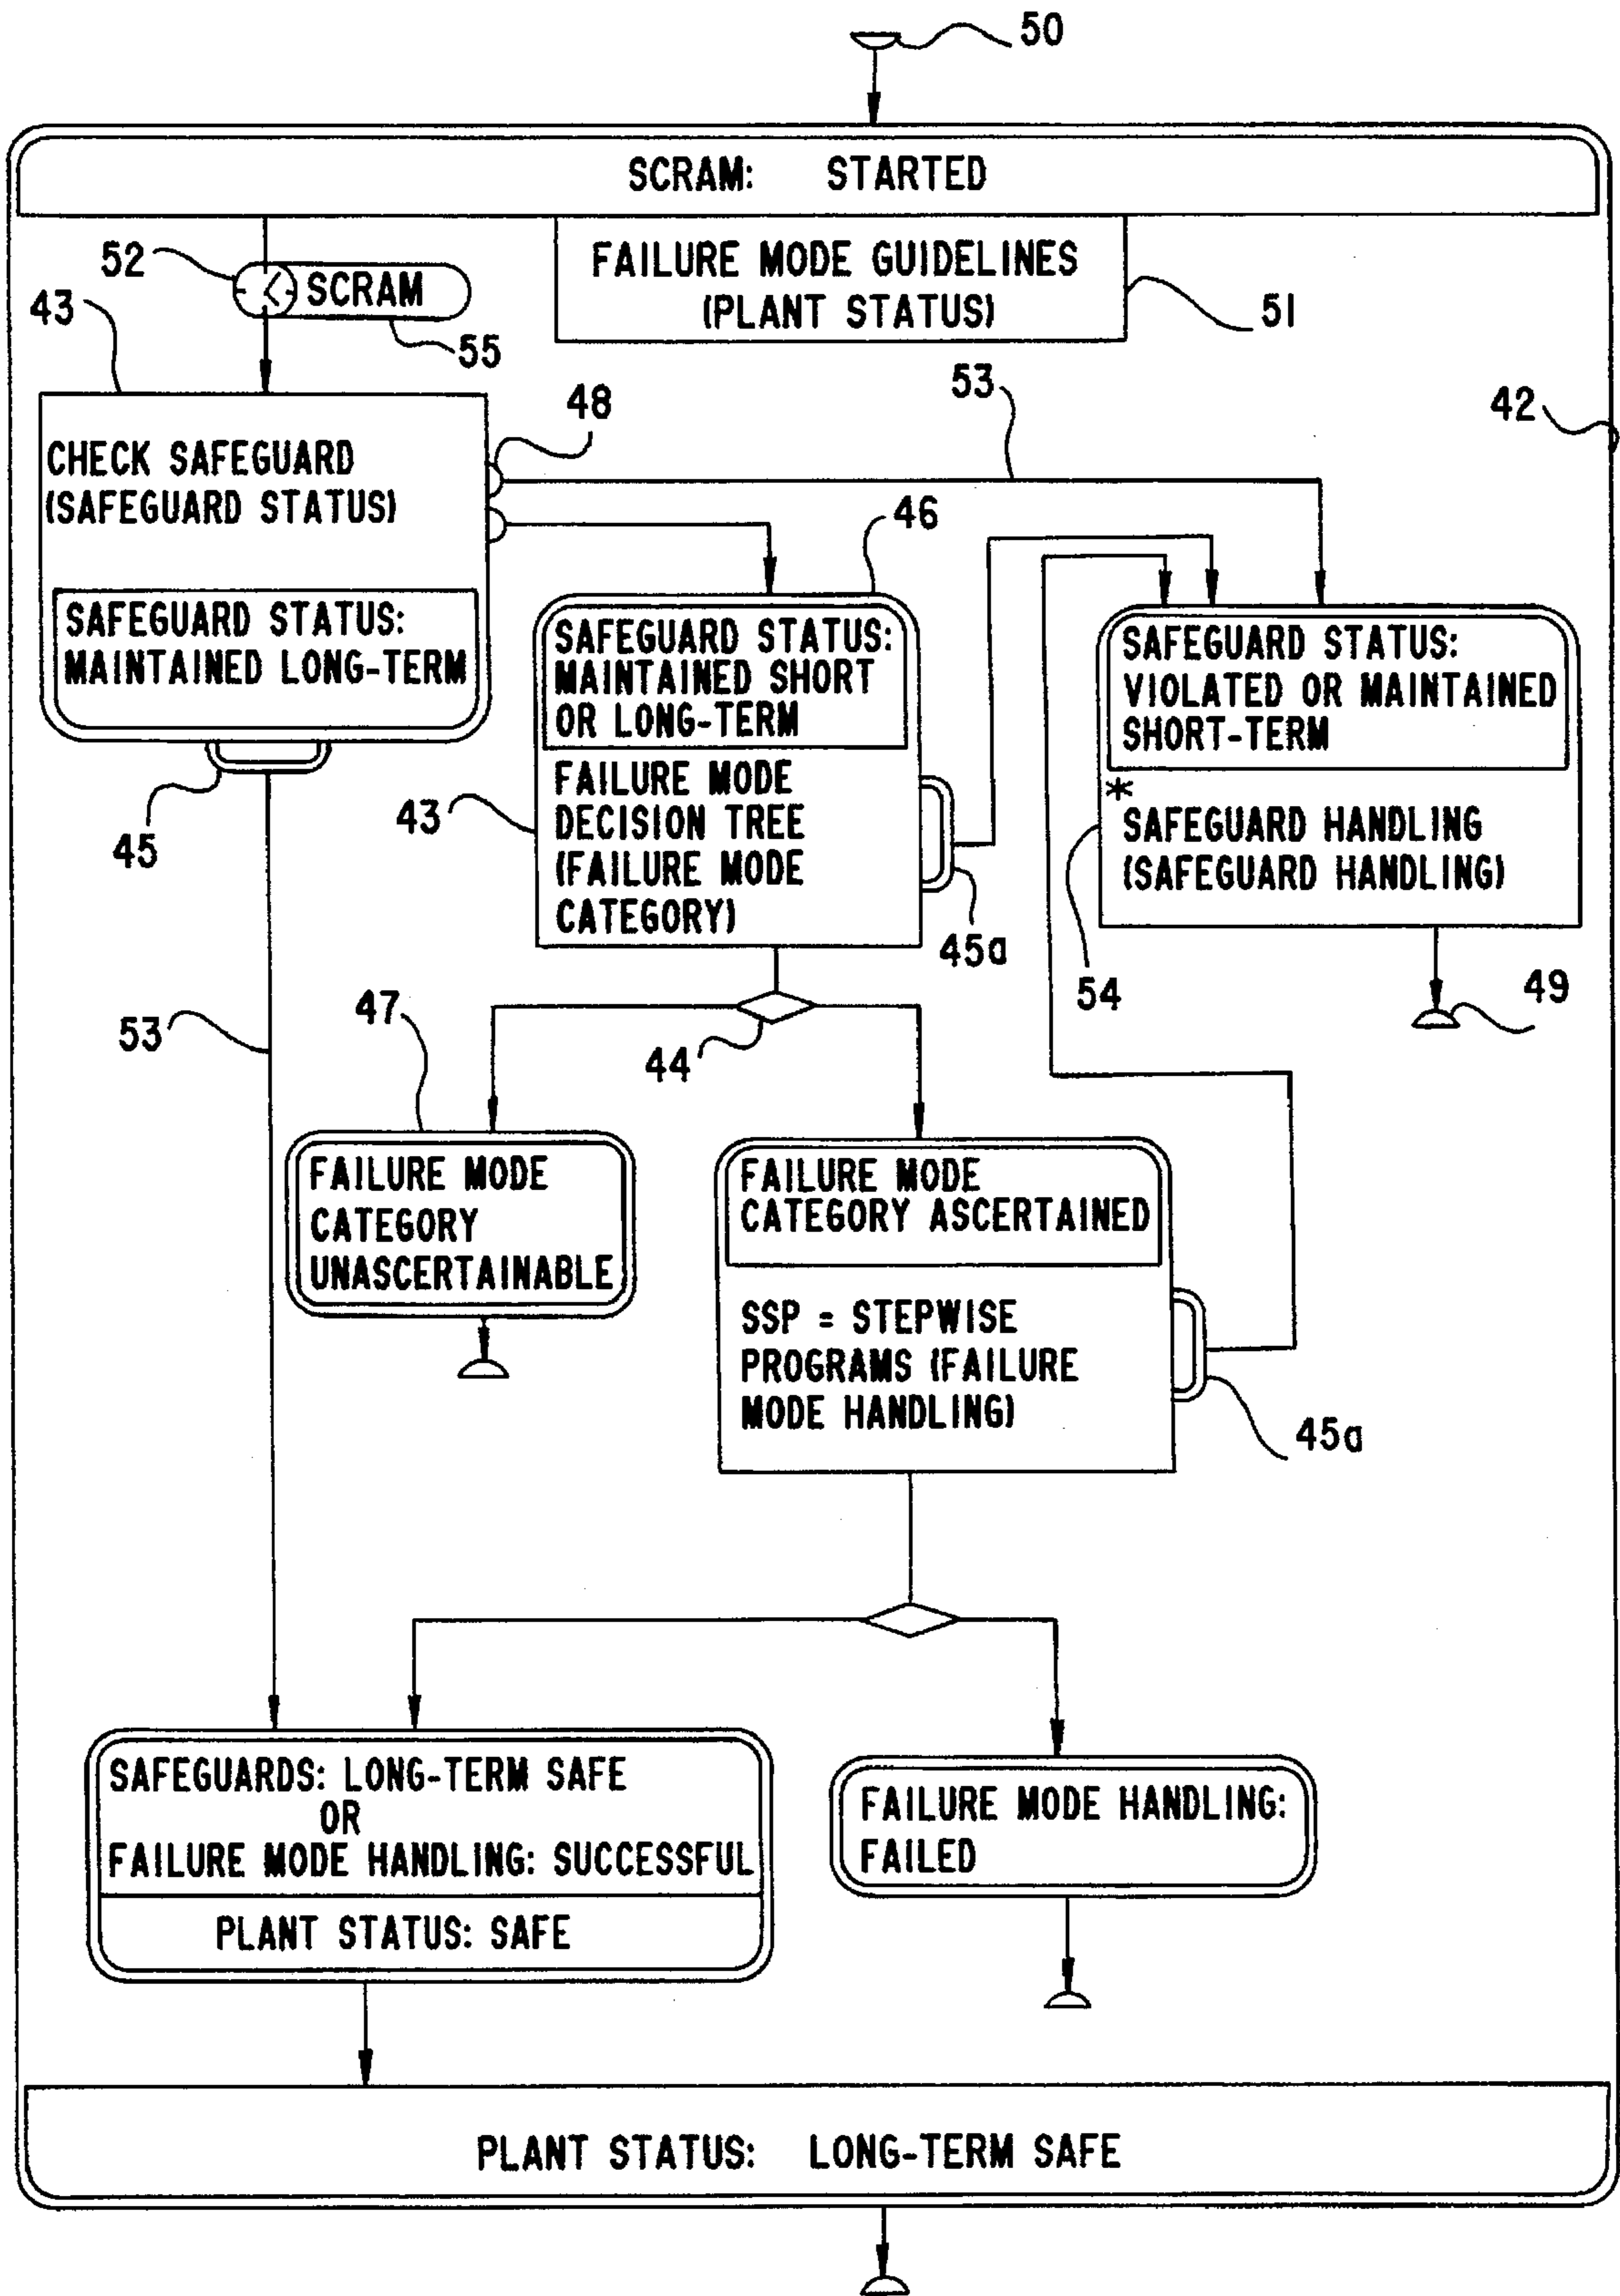 50
SCRAM: STARTED
FAILURE MODE GUIDELINES
(PLANT STATUS)
51
52
SCRAM
55
43
CHECK SAFEGUARD
(SAFEGUARD STATUS)
SAFEGUARD STATUS:
MAINTAINED LONG-TERM
48
53
42
46
45
SAFEGUARD STATUS:
MAINTAINED SHORT
OR LONG-TERM
FAILURE MODE
DECISION TREE
(FAILURE MODE
CATEGORY)
43
45a
SAFEGUARD STATUS:
VIOLATED OR MAINTAINED
SHORT-TERM
*
SAFEGUARD HANDLING
(SAFEGUARD HANDLING)
54
49
53
47
44
FAILURE MODE
CATEGORY
UNASCERTAINABLE
FAILURE MODE
CATEGORY ASCERTAINED
SSP = STEPWISE
PROGRAMS (FAILURE
MODE HANDLING)
45a
SAFEGUARDS: LONG-TERM SAFE
OR
FAILURE MODE HANDLING: SUCCESSFUL
PLANT STATUS: SAFE
FAILURE MODE HANDLING:
FAILED
PLANT STATUS: LONG-TERM SAFE